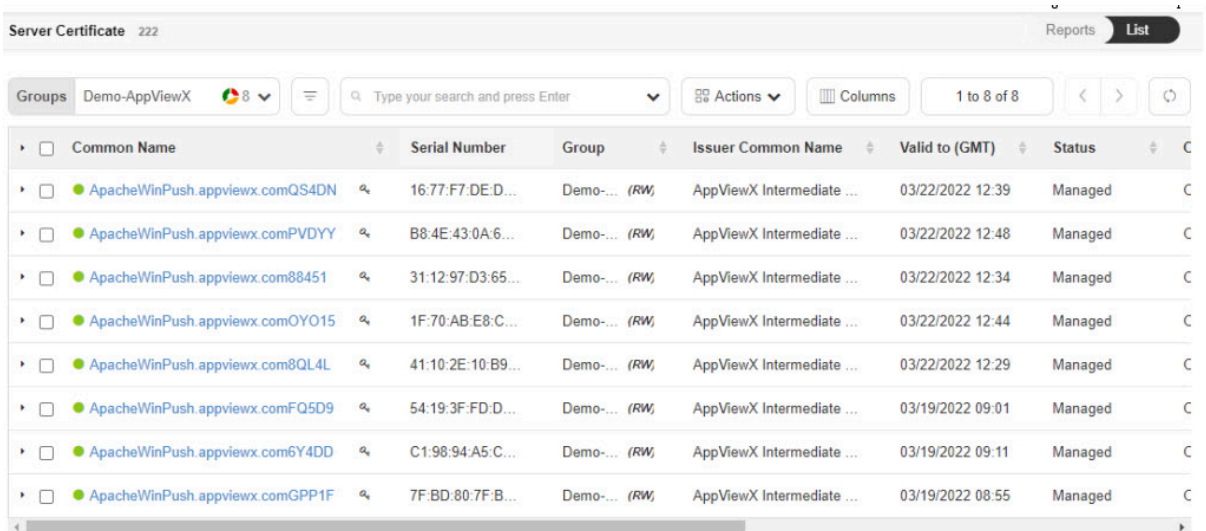 Server Certificate 222 Reports List
Groups Demo-AppViewX 8 Type your search and press Enter Actions Columns 1 to 8 of 8
Common Name Serial Number Group Issuer Common Name Valid to (GMT) Status
ApacheWinPush.appviewx.comQS4DN 16:77:F7:DE:D... Demo-... (RW) AppViewX Intermediate ... 03/22/2022 12:39 Managed
ApacheWinPush.appviewx.comPVDYY B8:4E:43:0A:6... Demo-... (RW) AppViewX Intermediate ... 03/22/2022 12:48 Managed
ApacheWinPush.appviewx.com88451 31:12:97:D3:65... Demo-... (RW) AppViewX Intermediate ... 03/22/2022 12:34 Managed
ApacheWinPush.appviewx.comOYO15 1F:70:AB:E8:C... Demo-... (RW) AppViewX Intermediate ... 03/22/2022 12:44 Managed
ApacheWinPush.appviewx.com8QL4L 41:10:2E:10:B9... Demo-... (RW) AppViewX Intermediate ... 03/22/2022 12:29 Managed
ApacheWinPush.appviewx.comFQ5D9 54:19:3F:FD:D... Demo-... (RW) AppViewX Intermediate ... 03/19/2022 09:01 Managed
ApacheWinPush.appviewx.com6Y4DD C1:98:94:A5:C... Demo-... (RW) AppViewX Intermediate ... 03/19/2022 09:11 Managed
ApacheWinPush.appviewx.comGPP1F 7F:BD:80:7F:B... Demo-... (RW) AppViewX Intermediate ... 03/19/2022 08:55 Managed